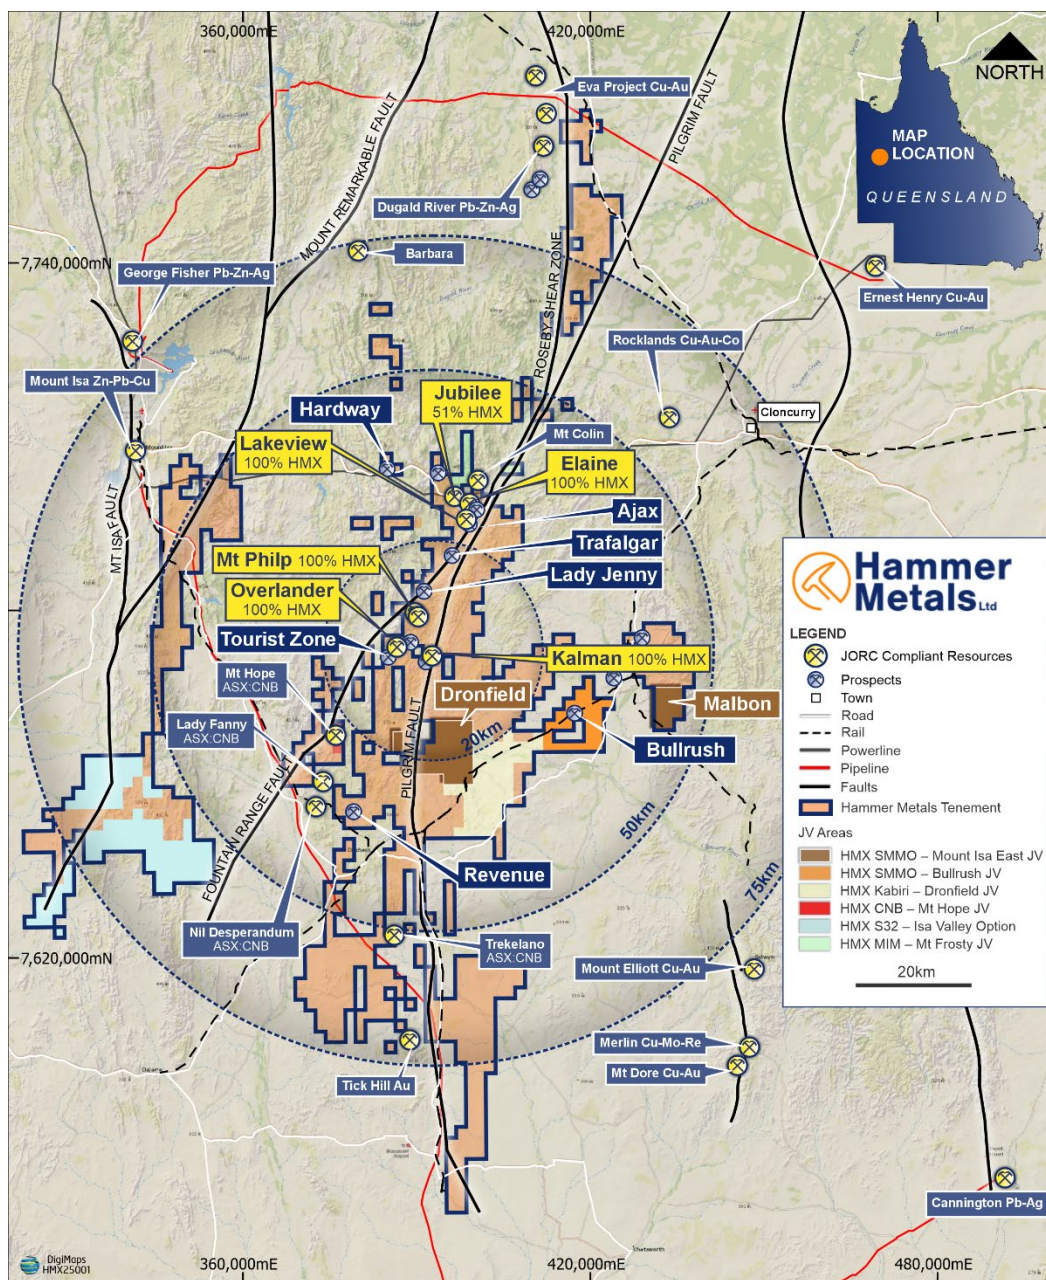 360,000mE
420,000mE
NORTH
MAP
LOCATION
QUEENSLAND
Eva Project Cu-Au
PILGRIM FAULT
MOUNT REMARKABLE FAULT
Dugald River Pb-Zn-Ag
7,740,000mN
George Fisher Pb-Zn-Ag
Barbara
ROSEBY SHEAR ZONE
Ernest Henry Cu-Au
Rocklands Cu-Au-Co
Mount Isa Zn-Pb-Cu
Cloncurry
Hardway
Jubilee
51% HMX
Mt Colin
Lakeview
100% HMX
Elaine
100% HMX
MT ISA FAULT
Ajax
Trafalgar
Mt Philp 100% HMX
Lady Jenny
Overlander
100% HMX
Tourist Zone
Kalman 100% HMX
Mt Hope
ASX:CNB
Dronfield
Malbon
Lady Fanny
ASX:CNB
20km
Bullrush
PILGRIM FAULT
FOUNTAIN RANGE FAULT
50km
75km
Revenue
Nil Desperandum
ASX:CNB
Trekelano
ASX:CNB
7,620,000mN
Mount Elliott Cu-Au
Merlin Cu-Mo-Re
Mt Dore Cu-Au
Tick Hill Au
Cannington Pb-Ag
Chatsworth
Hammer
Metals Ltd
LEGEND
JORC Compliant Resources
Prospects
Town
Road
Rail
Powerline
Pipeline
Faults
Hammer Metals Tenement
JV Areas
HMX SMMO – Mount Isa East JV
HMX SMMO – Bullrush JV
HMX Kabiri – Dronfield JV
HMX CNB – Mt Hope JV
HMX S32 – Isa Valley Option
HMX MIM – Mt Frosty JV
20km
DigiMaps
HMX25001
360,000mE
420,000mE
480,000mE